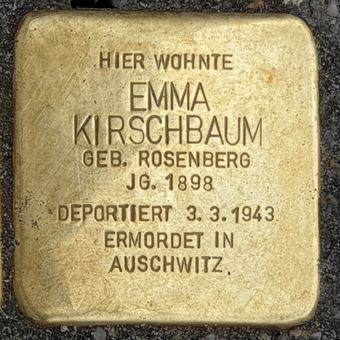 HIER WOHNTE
EMMA
KIRSCHBAUM
GEB. ROSENBERG
JG. 1898
DEPORTIERT 3.3.1943
ERMORDET IN
AUSCHWITZ.